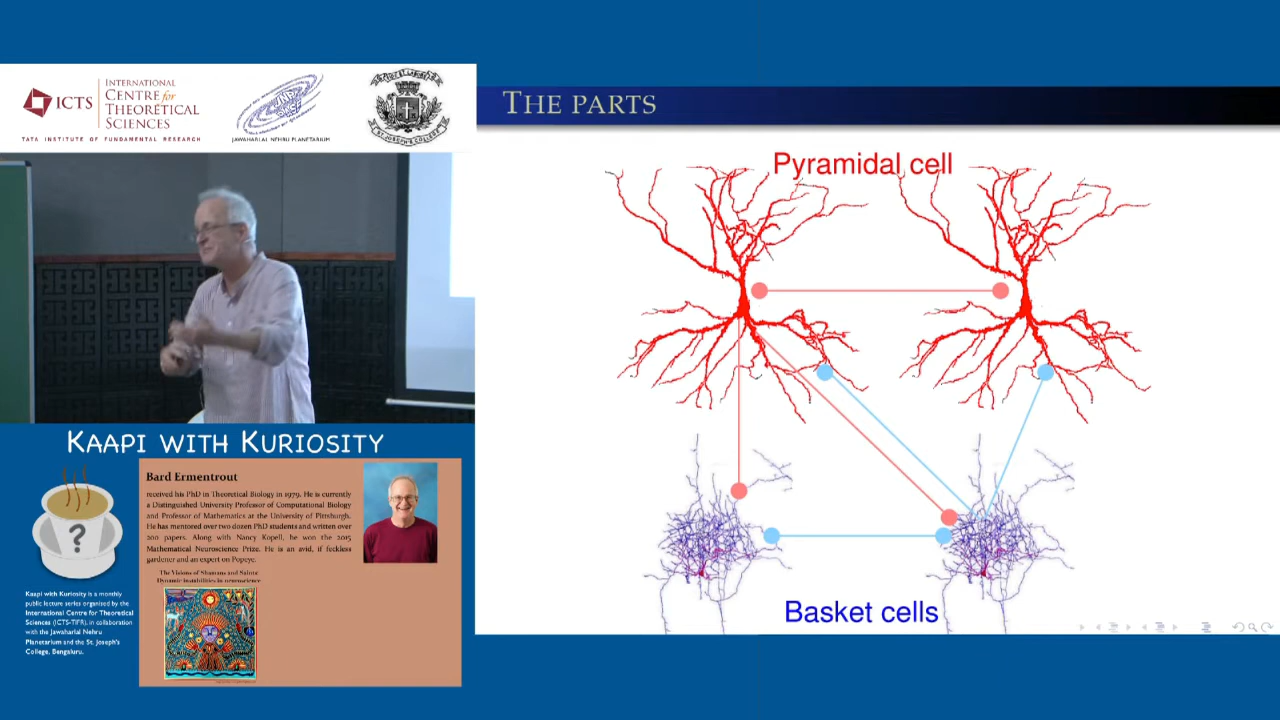 ICTS
INTERNATIONAL
CENTRE for
THEORETICAL
SCIENCES
TATA INSTITUTE OF FUNDAMENTAL RESEARCH
JAWAHARLAL NEHRU PLANETARIUM
THE PARTS
Pyramidal cell
Basket cells
KAAPI WITH KURIOSITY
?
Kaapi with Kuriosity is a monthly
public lecture series organised by the
International Centre for Theoretical
Sciences (ICTS-TIFR), in collaboration
with the Jawaharlal Nehru
Planetarium and the St. Joseph's
College, Bengaluru.
Bard Ermentrout
received his PhD in Theoretical Biology in 1979. He is currently
a Distinguished University Professor of Computational Biology
and Professor of Mathematics at the University of Pittsburgh.
He has mentored over two dozen PhD students and written over
200 papers. Along with Nancy Kopell, he won the 2015
Mathematical Neuroscience Prize. He is an avid, if feckless
gardener and an expert on Popeye.
The Visions of Shamans and Saints
Dynamic instabilities in neuroscience